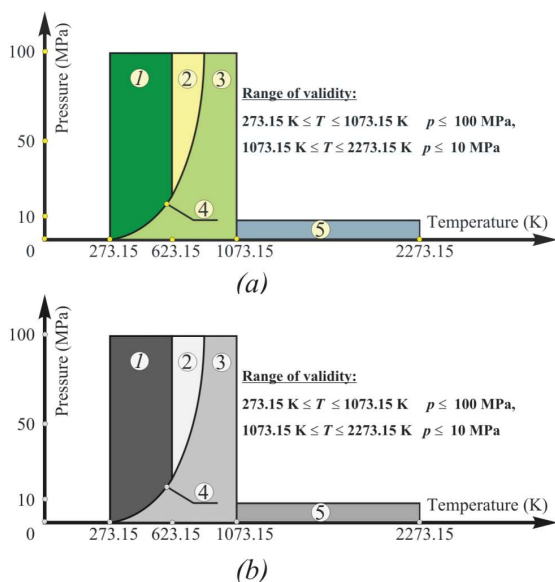 Pressure (MPa)
100
50
10
0
1
2
3
4
5
Range of validity:
273.15 K ≤ T ≤ 1073.15 K p ≤ 100 MPa,
1073.15 K ≤ T ≤ 2273.15 K p ≤ 10 MPa
Temperature (K)
273.15 623.15 1073.15 2273.15
(a)
Pressure (MPa)
100
50
10
0
1
2
3
4
5
Range of validity:
273.15 K ≤ T ≤ 1073.15 K p ≤ 100 MPa,
1073.15 K ≤ T ≤ 2273.15 K p ≤ 10 MPa
Temperature (K)
273.15 623.15 1073.15 2273.15
(b)